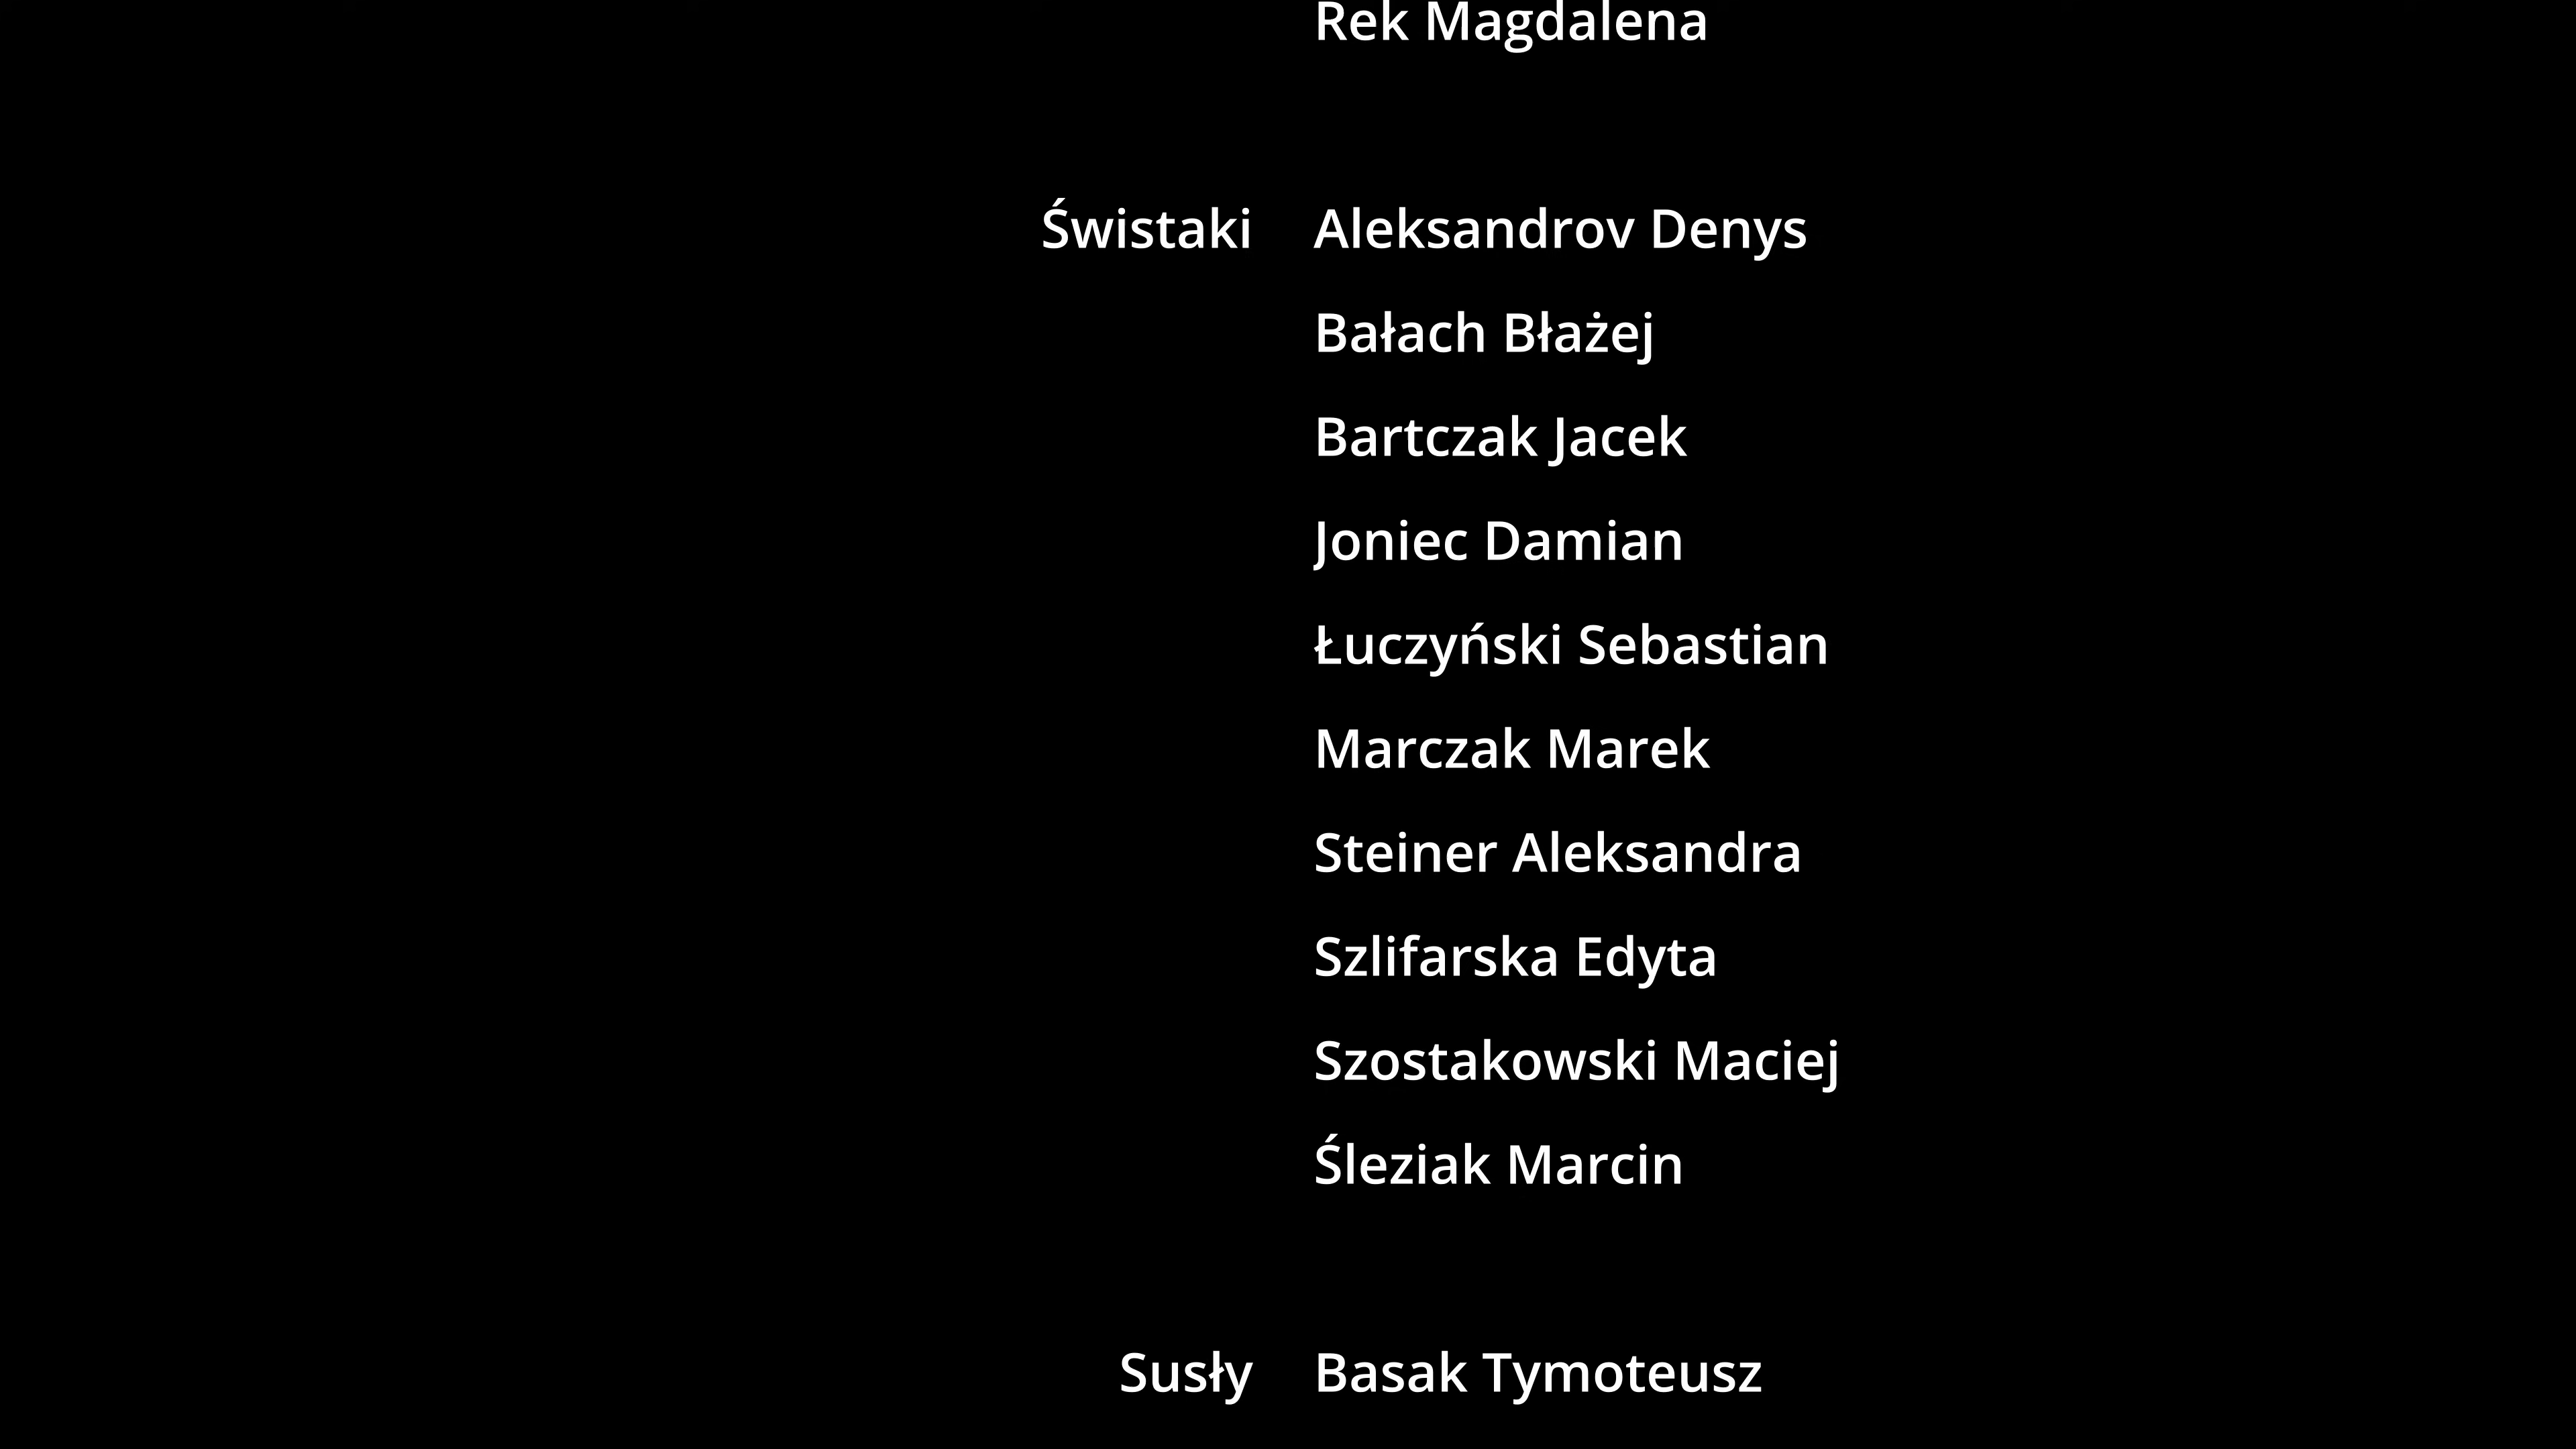 Rek Magdalena
Świstaki Aleksandrov Denys
Bałach Błażej
Bartczak Jacek
Joniec Damian
Łuczyński Sebastian
Marczak Marek
Steiner Aleksandra
Szlifarska Edyta
Szostakowski Maciej
Śleziak Marcin
Susły Basak Tymoteusz